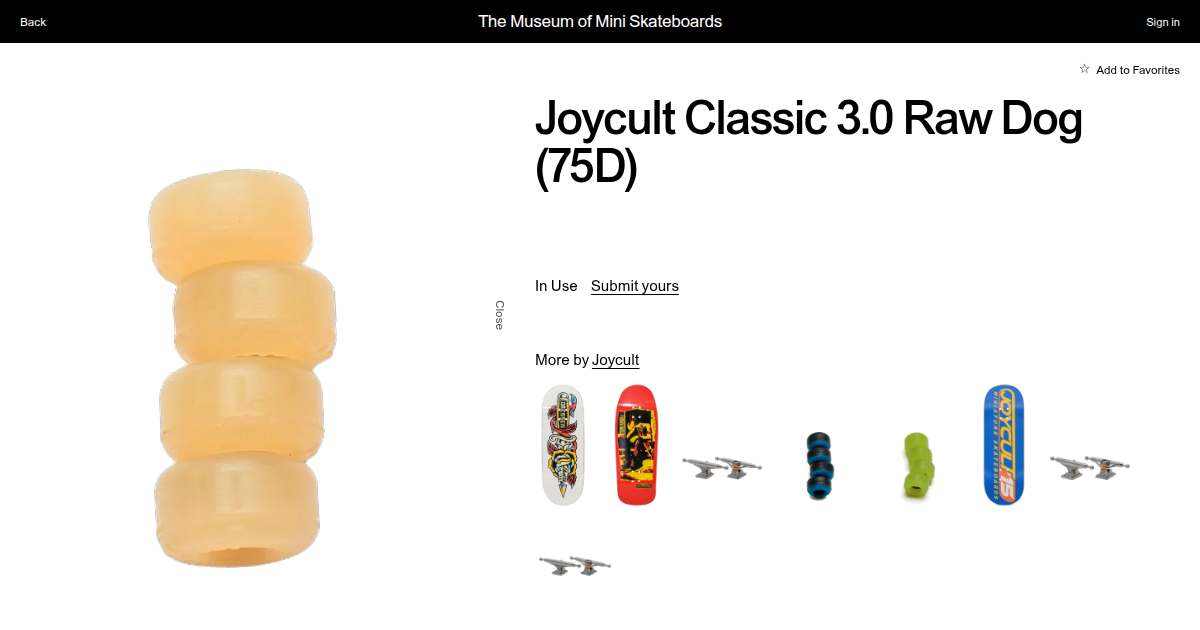 Back
The Museum of Mini Skateboards
Sign in
☆ Add to Favorites
Joycult Classic 3.0 Raw Dog
(75D)
Close
In Use Submit yours
More by Joycult
JOYCULT